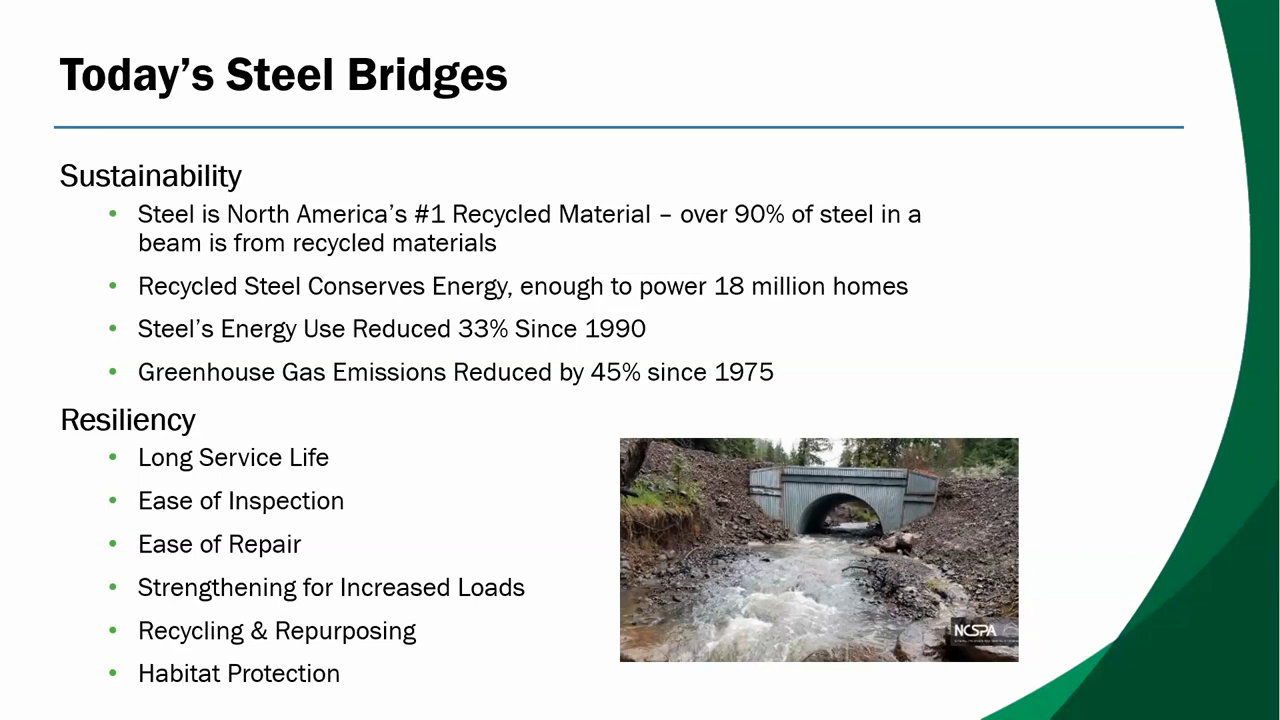 Today’s Steel Bridges
Sustainability
• Steel is North America’s #1 Recycled Material – over 90% of steel in a
beam is from recycled materials
• Recycled Steel Conserves Energy, enough to power 18 million homes
• Steel’s Energy Use Reduced 33% Since 1990
• Greenhouse Gas Emissions Reduced by 45% since 1975
Resiliency
• Long Service Life
• Ease of Inspection
• Ease of Repair
• Strengthening for Increased Loads
• Recycling & Repurposing
• Habitat Protection
NCSPA